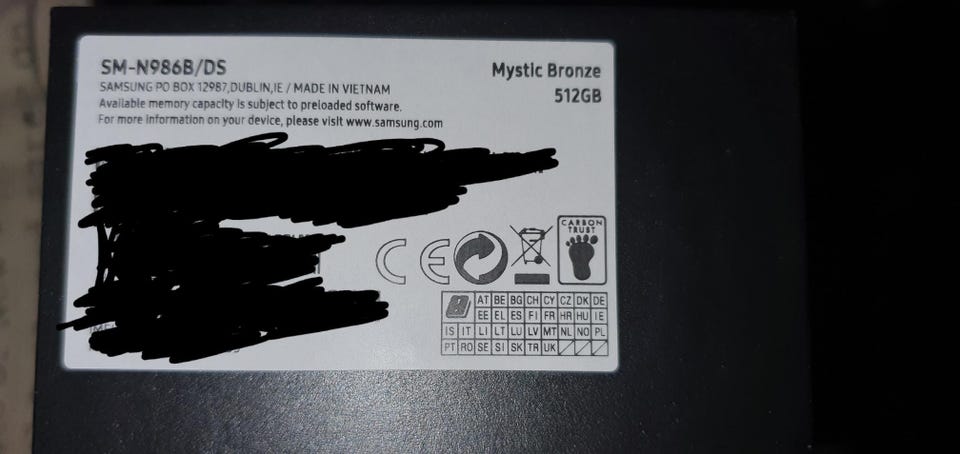 SM-N986B/DS
Mystic Bronze
SAMSUNG PO BOX 12987,DUBLIN,IE / MADE IN VIETNAM
512GB
Available memory capacity is subject to preloaded software.
For more information on your device, please visit www.samsung.com
CE
CARBON
TRUST
AT BE BG CH CY CZ DK DE
EE EL ES FI FR HR HU IE
IS IT LI LT LU LV MT NL NO PL
PT RO SE SI SK TR UK